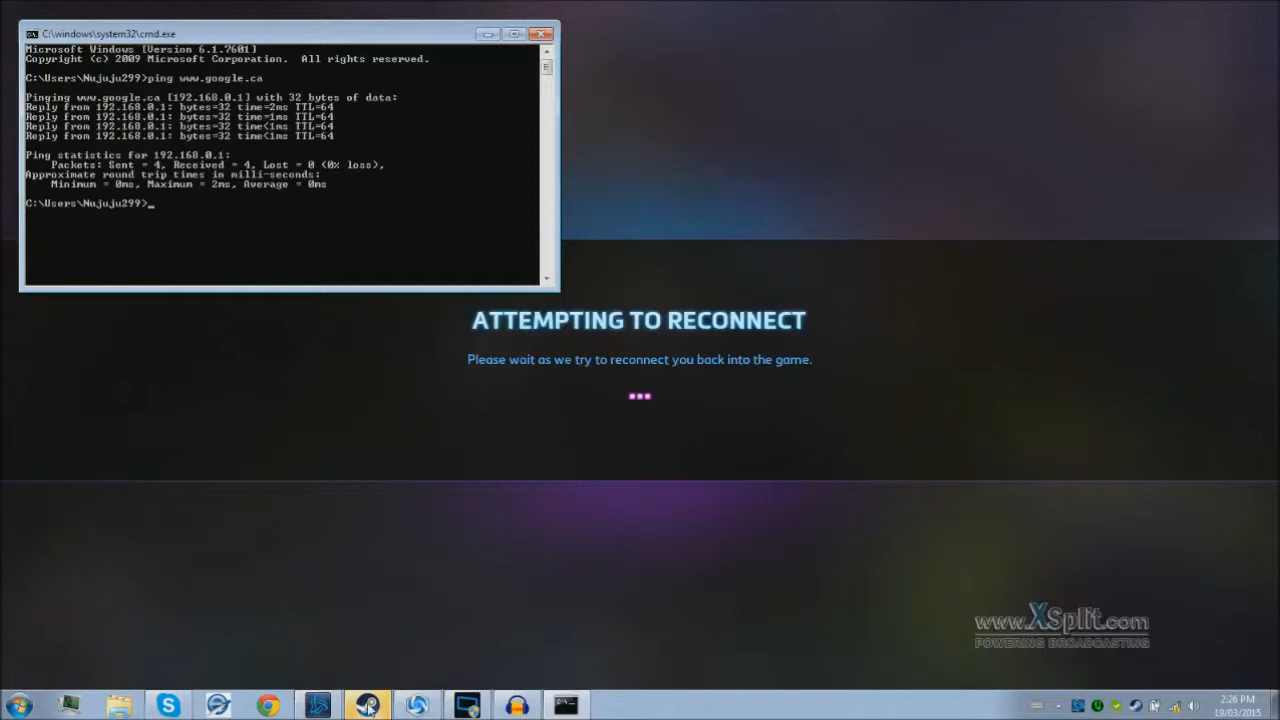 C:\windows\system32\cmd.exe
Microsoft Windows [Version 6.1.7601]
Copyright (c) 2009 Microsoft Corporation.  All rights reserved.
C:\Users\Nujuju299>ping www.google.ca
Pinging www.google.ca [192.168.0.1] with 32 bytes of data:
Reply from 192.168.0.1: bytes=32 time=2ms TTL=64
Reply from 192.168.0.1: bytes=32 time=1ms TTL=64
Reply from 192.168.0.1: bytes=32 time<1ms TTL=64
Reply from 192.168.0.1: bytes=32 time<1ms TTL=64
Ping statistics for 192.168.0.1:
Packets: Sent = 4, Received = 4, Lost = 0 (0% loss),
Approximate round trip times in milli-seconds:
Minimum = 0ms, Maximum = 2ms, Average = 0ms
C:\Users\Nujuju299>_
ATTEMPTING TO RECONNECT
Please wait as we try to reconnect you back into the game.
www.XSplit.com
POWERING BROADCASTING
2:26 PM
19/03/2015